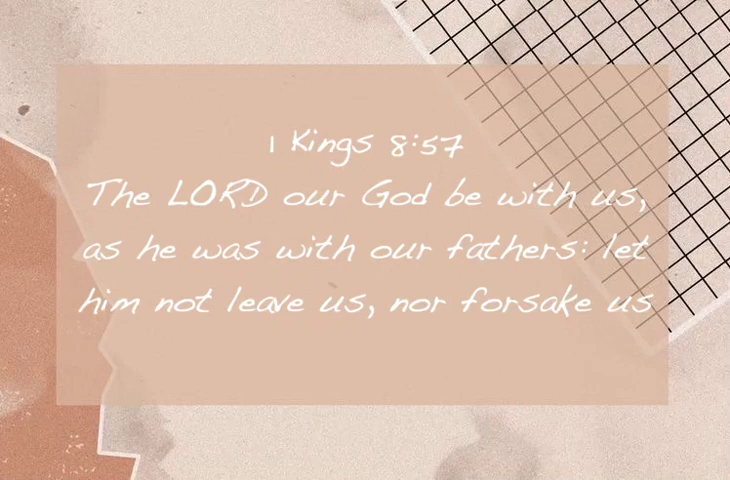 1 Kings 8:57
The LORD our God be with us,
as he was with our fathers: let
him not leave us, nor forsake us